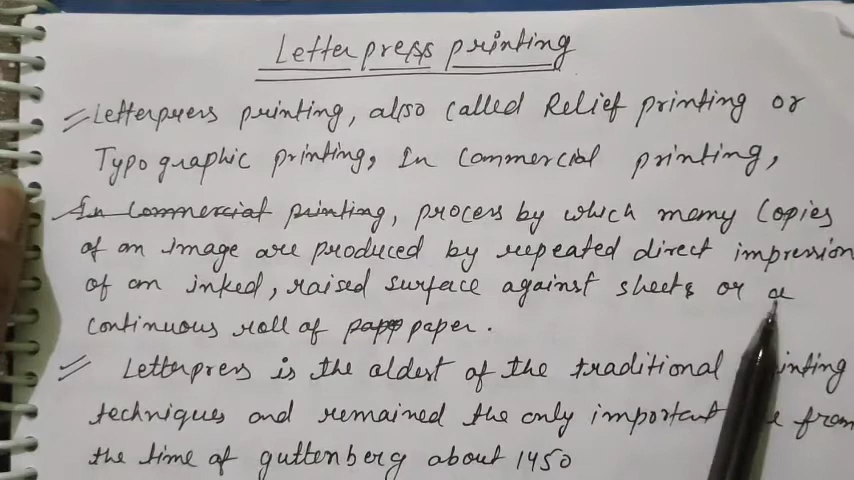 Letterpress printing
Letterpress printing, also called Relief printing or
Typographic printing, In Commercial printing,
In Commercial printing, process by which many Copies
of an image are produced by repeated direct impression
of an inked, raised surface against sheets or a
continuous roll of papp paper.
Letterpress is the oldest of the traditional
techniques and remained the only important from
the time of guttenberg about 1450